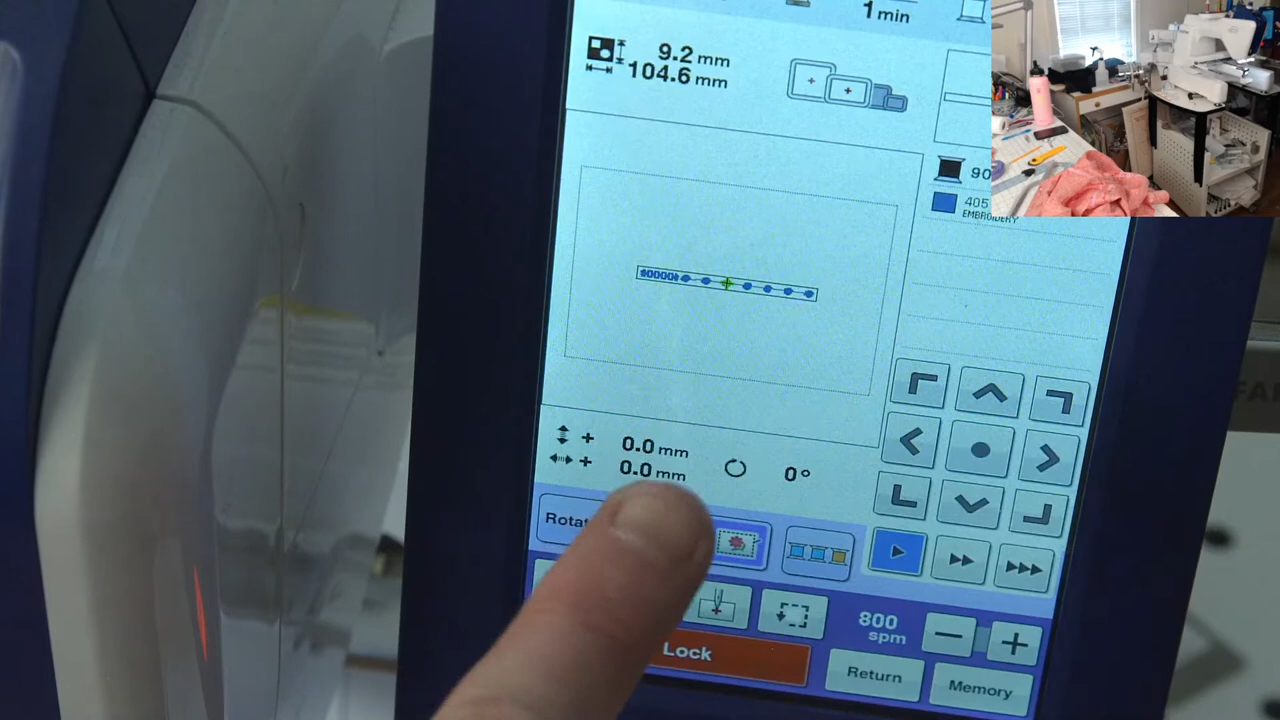 1 min
9.2 mm
104.6 mm
90
405
EMBROIDERY
+ 0.0 mm
+ 0.0 mm
0°
Rotat
800
spm
Lock
Return
Memory